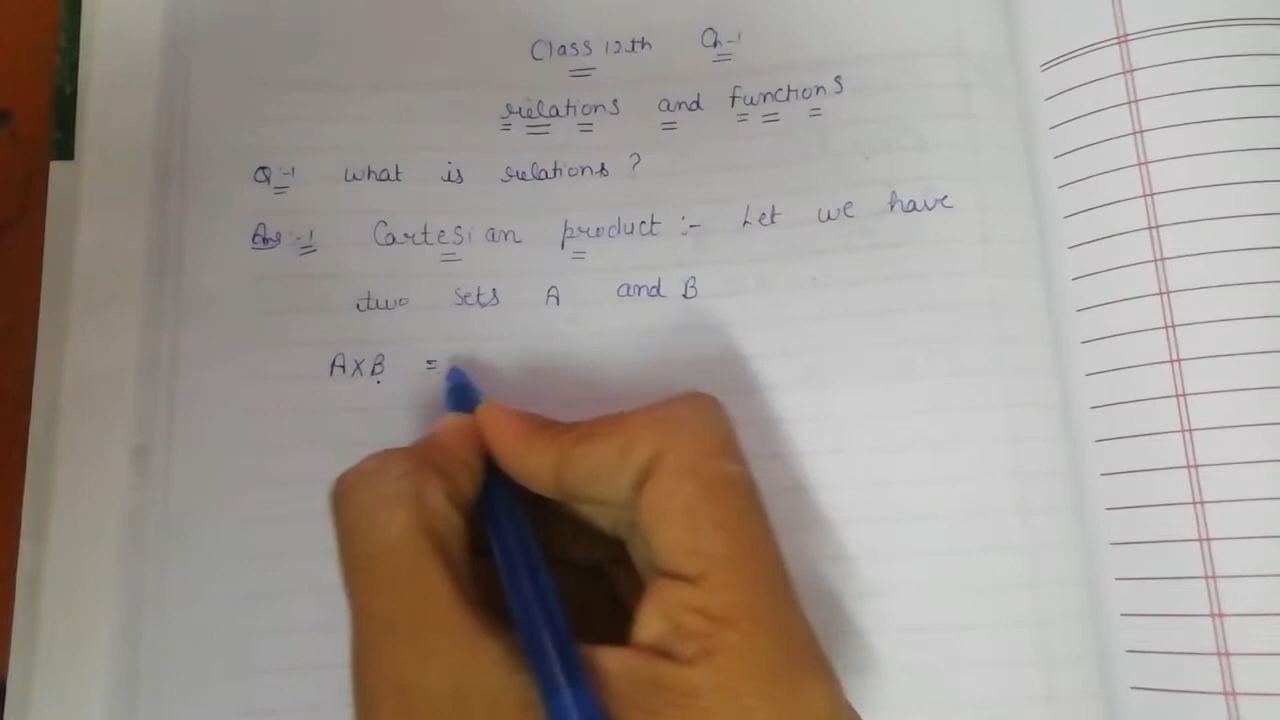 Class 12th Ch-1
relations and functions
Q-1 what is relations ?
Ans-1 Cartesian product :- Let we have
two sets A and B
A×B =